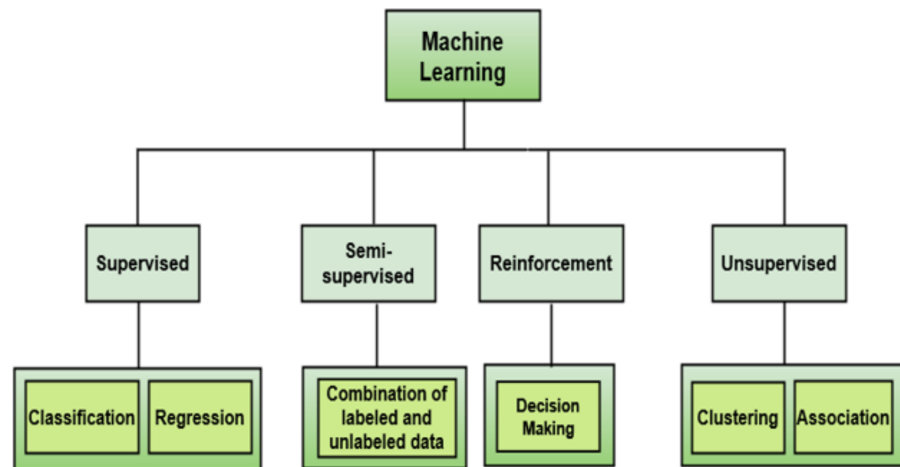 Machine
Learning
Supervised
Semi-
supervised
Reinforcement
Unsupervised
Classification
Regression
Combination of
labeled and
unlabeled data
Decision
Making
Clustering
Association